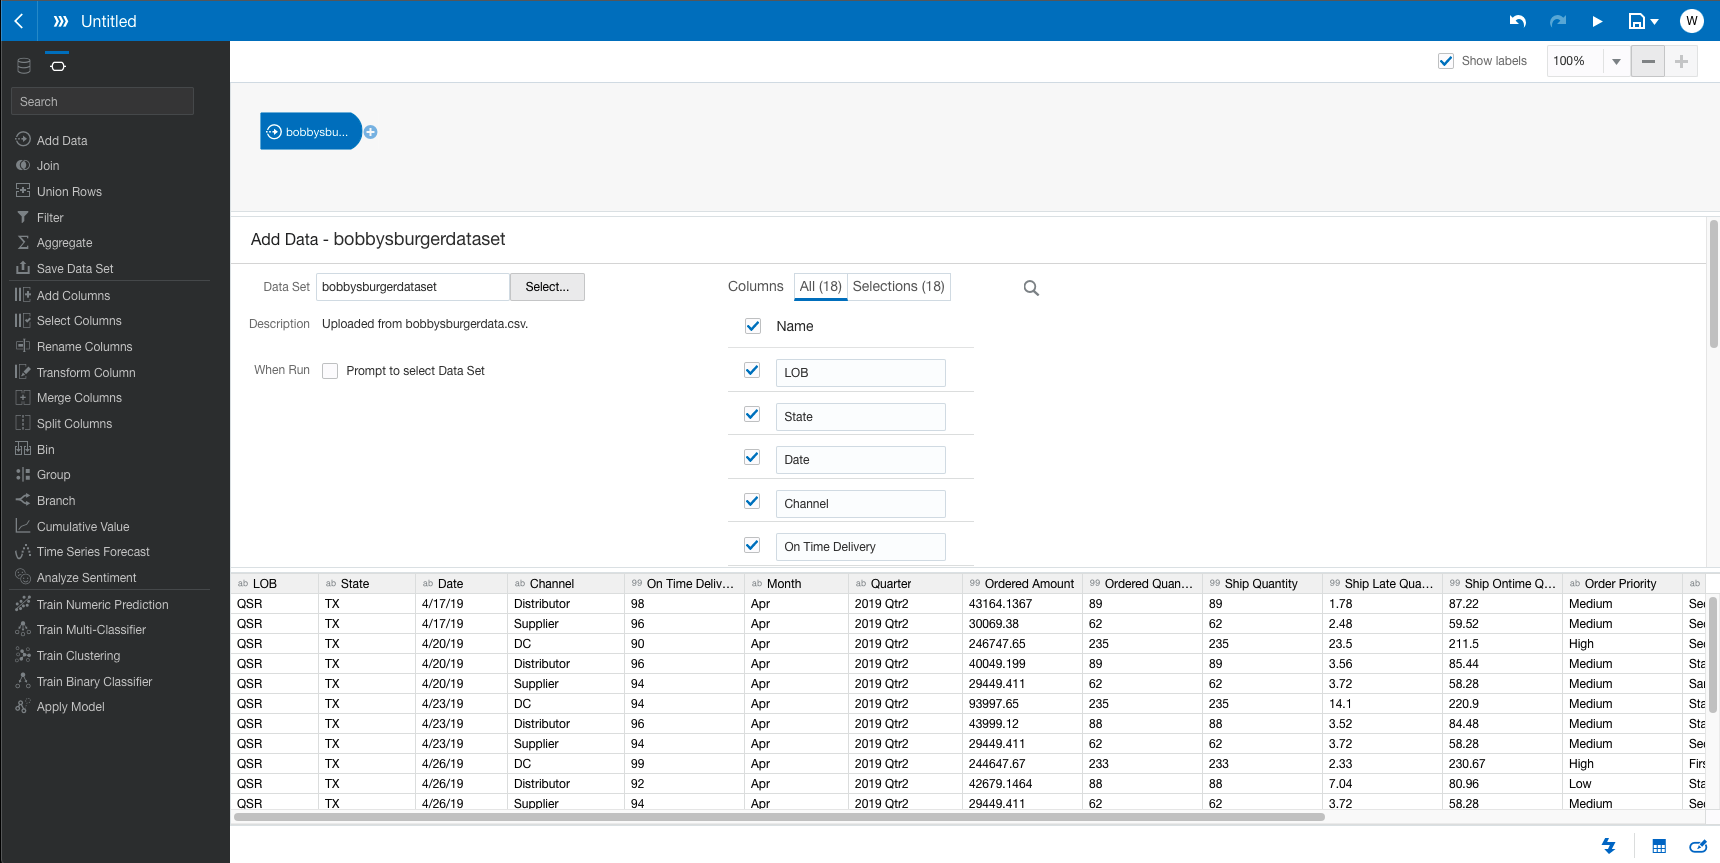 Untitled
W
Show labels
100%
Search
Add Data
Join
Union Rows
Filter
Aggregate
Save Data Set
Add Columns
Select Columns
Rename Columns
Transform Column
Merge Columns
Split Columns
Bin
Group
Branch
Cumulative Value
Time Series Forecast
Analyze Sentiment
Train Numeric Prediction
Train Multi-Classifier
Train Clustering
Train Binary Classifier
Apply Model
bobbysbu...
Add Data - bobbysburgerdataset
Data Set bobbysburgerdataset Select...
Description Uploaded from bobbysburgerdata.csv.
When Run Prompt to select Data Set
Columns All (18) Selections (18)
Name
LOB
State
Date
Channel
On Time Delivery
ab LOB ab State ab Date ab Channel 99 On Time Deliv... ab Month ab Quarter 99 Ordered Amount 99 Ordered Quan... 99 Ship Quantity 99 Ship Late Qua... 99 Ship Ontime Q... ab Order Priority ab
QSR TX 4/17/19 Distributor 98 Apr 2019 Qtr2 43164.1367 89 89 1.78 87.22 Medium Sec
QSR TX 4/17/19 Supplier 96 Apr 2019 Qtr2 30069.38 62 62 2.48 59.52 Medium Sec
QSR TX 4/20/19 DC 90 Apr 2019 Qtr2 246747.65 235 235 23.5 211.5 High Sec
QSR TX 4/20/19 Distributor 96 Apr 2019 Qtr2 40049.199 89 89 3.56 85.44 Medium Sta
QSR TX 4/20/19 Supplier 94 Apr 2019 Qtr2 29449.411 62 62 3.72 58.28 Medium Sar
QSR TX 4/23/19 DC 94 Apr 2019 Qtr2 93997.65 235 235 14.1 220.9 Medium Sta
QSR TX 4/23/19 Distributor 96 Apr 2019 Qtr2 43999.12 88 88 3.52 84.48 Medium Sta
QSR TX 4/23/19 Supplier 94 Apr 2019 Qtr2 29449.411 62 62 3.72 58.28 Medium Sec
QSR TX 4/26/19 DC 99 Apr 2019 Qtr2 244647.67 233 233 2.33 230.67 High Firs
QSR TX 4/26/19 Distributor 92 Apr 2019 Qtr2 42679.1464 88 88 7.04 80.96 Low Sta
QSR TX 4/26/19 Supplier 94 Apr 2019 Qtr2 29449.411 62 62 3.72 58.28 Medium Sec